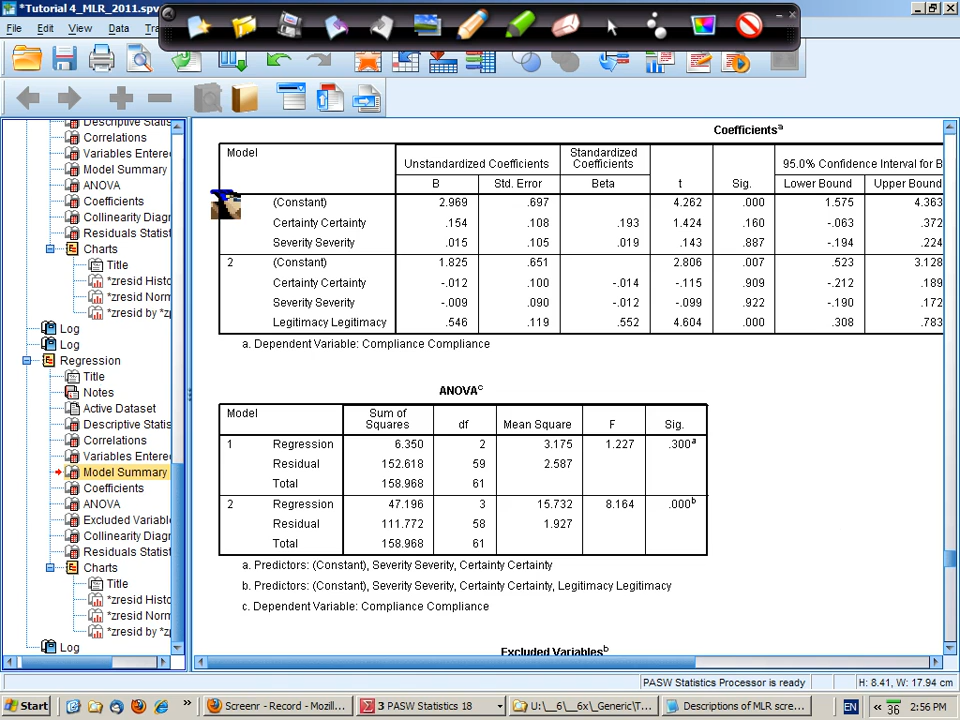 *Tutorial 4_MLR_2011.spv
File Edit View Data
Descriptive Statis
Correlations
Variables Entere
Model Summary
ANOVA
Coefficients
Collinearity Diagr
Residuals Statist
Charts
Title
*zresid Histo
*zresid Norm
*zresid by *z
Log
Log
Regression
Title
Notes
Active Dataset
Descriptive Statis
Correlations
Variables Entere
Model Summary
Coefficients
ANOVA
Excluded Variabl
Collinearity Diagr
Residuals Statist
Charts
Title
*zresid Histo
*zresid Norm
*zresid by *z
Log
Coefficientsa
Model Unstandardized Coefficients Standardized Coefficients t Sig. 95.0% Confidence Interval for B
B Std. Error Beta Lower Bound Upper Bound
(Constant) 2.969 .697 4.262 .000 1.575 4.363
Certainty Certainty .154 .108 .193 1.424 .160 -.063 .372
Severity Severity .015 .105 .019 .143 .887 -.194 .224
2 (Constant) 1.825 .651 2.806 .007 .523 3.128
Certainty Certainty -.012 .100 -.014 -.115 .909 -.212 .189
Severity Severity -.009 .090 -.012 -.099 .922 -.190 .172
Legitimacy Legitimacy .546 .119 .552 4.604 .000 .308 .783
a. Dependent Variable: Compliance Compliance
ANOVAc
Model Sum of Squares df Mean Square F Sig.
1 Regression 6.350 2 3.175 1.227 .300a
Residual 152.618 59 2.587
Total 158.968 61
2 Regression 47.196 3 15.732 8.164 .000b
Residual 111.772 58 1.927
Total 158.968 61
a. Predictors: (Constant), Severity Severity, Certainty Certainty
b. Predictors: (Constant), Severity Severity, Certainty Certainty, Legitimacy Legitimacy
c. Dependent Variable: Compliance Compliance
Excluded Variablesb
PASW Statistics Processor is ready H: 8.41, W: 17.94 cm
Start Screenr - Record - Mozill... 3 PASW Statistics 18 U:\__6\__6x\_Generic\T... Descriptions of MLR scre... EN 36 2:56 PM